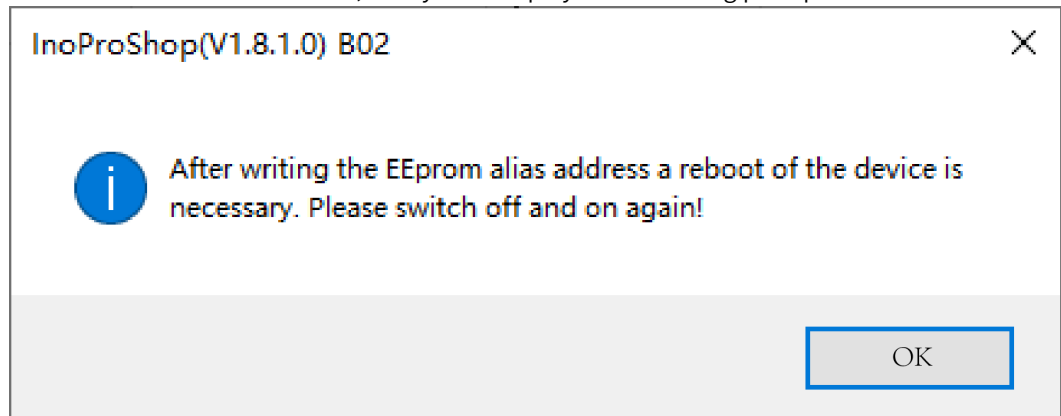 InoProShop(V1.8.1.0) B02
After writing the EEprom alias address a reboot of the device is
necessary. Please switch off and on again!
OK